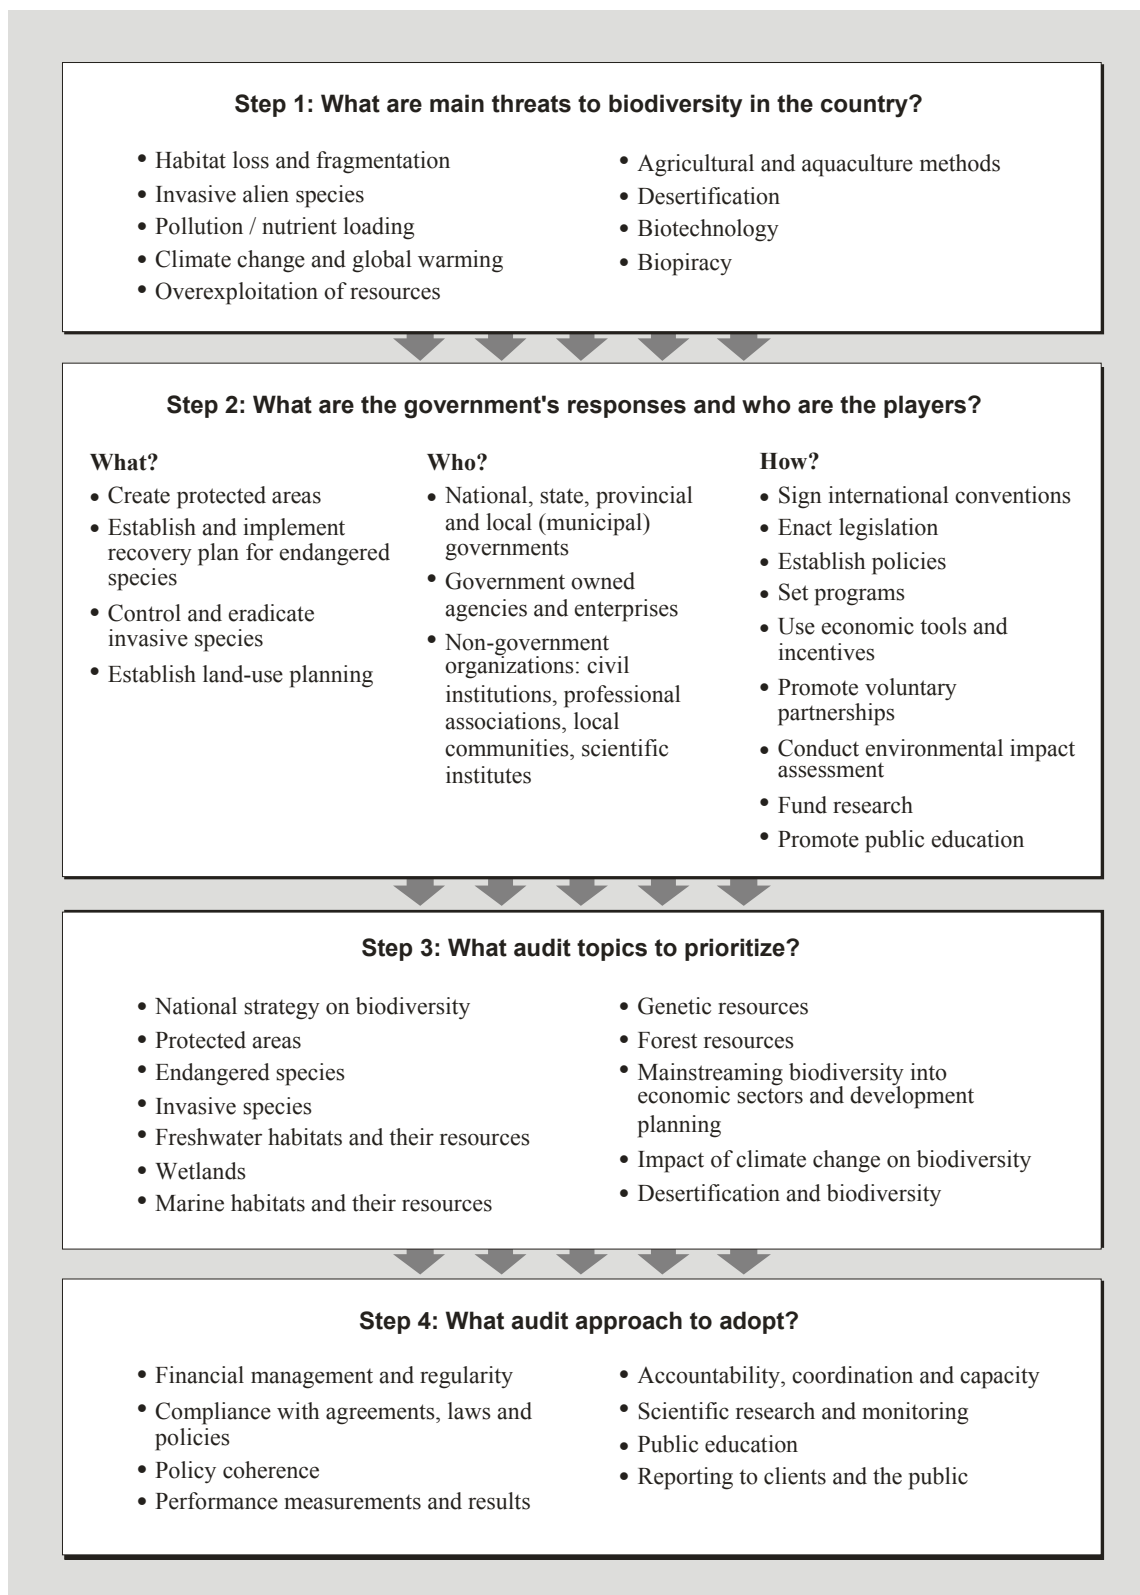 Step 1: What are main threats to biodiversity in the country?
• Habitat loss and fragmentation
• Invasive alien species
• Pollution / nutrient loading
• Climate change and global warming
• Overexploitation of resources
• Agricultural and aquaculture methods
• Desertification
• Biotechnology
• Biopiracy
Step 2: What are the government's responses and who are the players?
What?
• Create protected areas
• Establish and implement
recovery plan for endangered
species
• Control and eradicate
invasive species
• Establish land-use planning
Who?
• National, state, provincial
and local (municipal)
governments
• Government owned
agencies and enterprises
• Non-government
organizations: civil
institutions, professional
associations, local
communities, scientific
institutes
How?
• Sign international conventions
• Enact legislation
• Establish policies
• Set programs
• Use economic tools and
incentives
• Promote voluntary
partnerships
• Conduct environmental impact
assessment
• Fund research
• Promote public education
Step 3: What audit topics to prioritize?
• National strategy on biodiversity
• Protected areas
• Endangered species
• Invasive species
• Freshwater habitats and their resources
• Wetlands
• Marine habitats and their resources
• Genetic resources
• Forest resources
• Mainstreaming biodiversity into
economic sectors and development
planning
• Impact of climate change on biodiversity
• Desertification and biodiversity
Step 4: What audit approach to adopt?
• Financial management and regularity
• Compliance with agreements, laws and
policies
• Policy coherence
• Performance measurements and results
• Accountability, coordination and capacity
• Scientific research and monitoring
• Public education
• Reporting to clients and the public